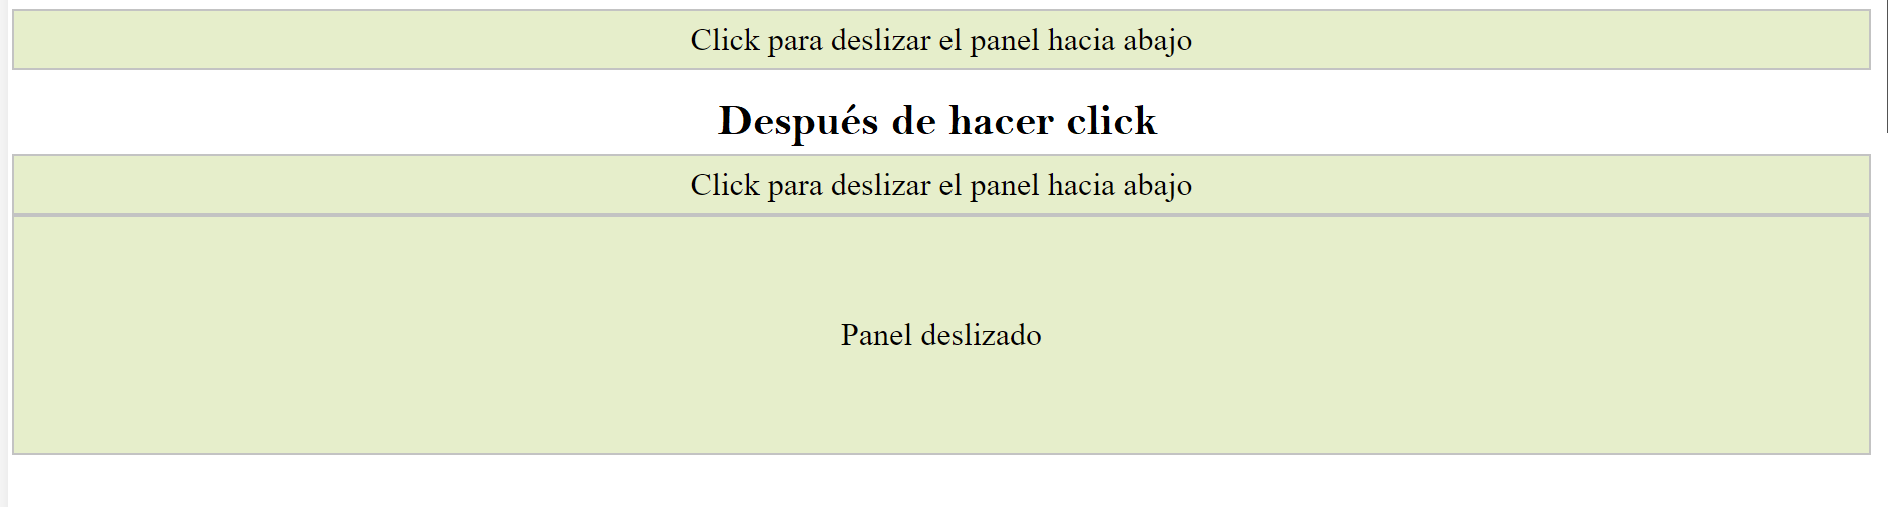 Click para deslizar el panel hacia abajo
Después de hacer click
Click para deslizar el panel hacia abajo
Panel deslizado